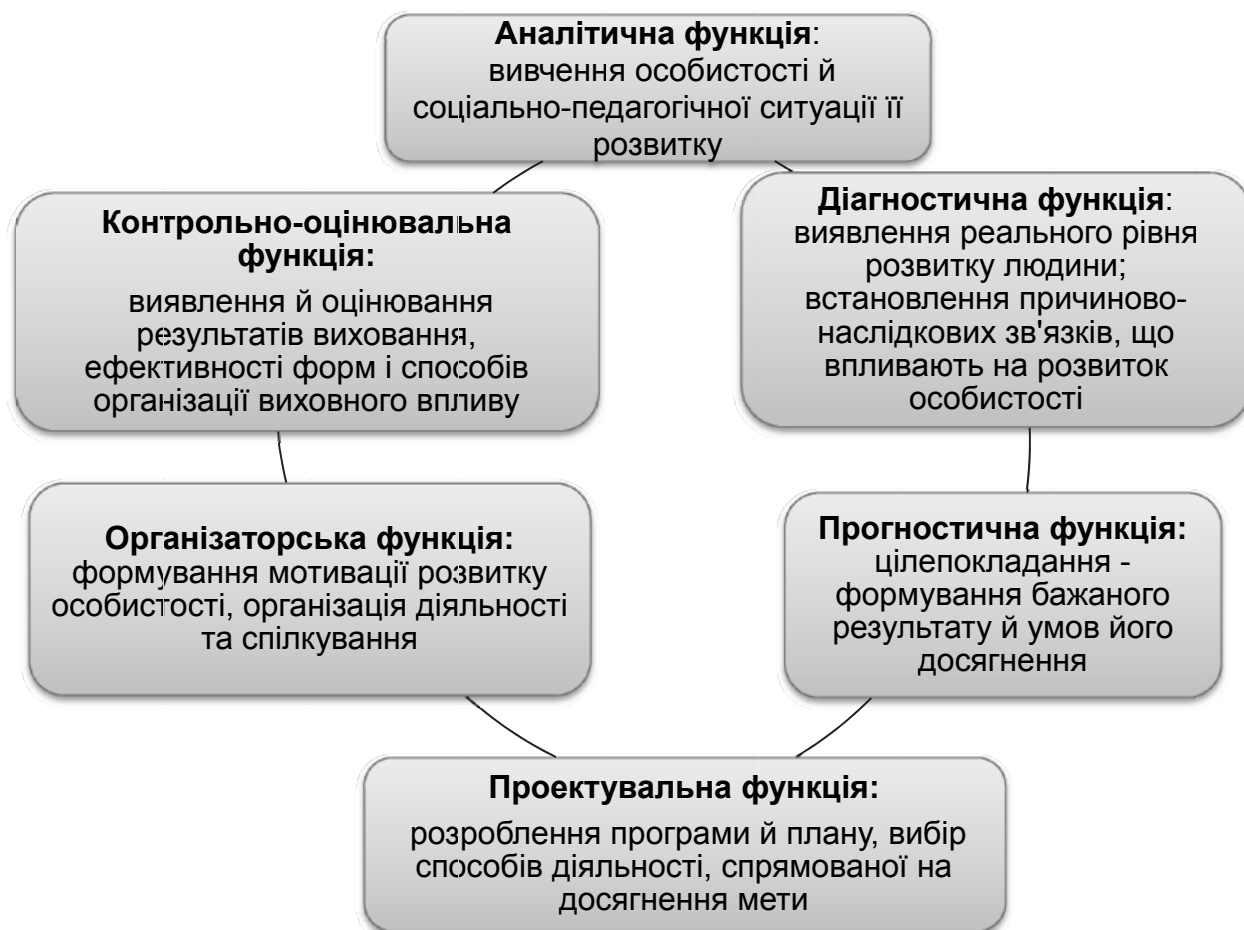 Аналітична функція:
вивчення особистості й
соціально-педагогічної ситуації її
розвитку
Діагностична функція:
виявлення реального рівня
розвитку людини;
встановлення причиново-
наслідкових зв'язків, що
впливають на розвиток
особистості
Прогностична функція:
цілепокладання -
формування бажаного
результату й умов його
досягнення
Проектувальна функція:
розроблення програми й плану, вибір
способів діяльності, спрямованої на
досягнення мети
Організаторська функція:
формування мотивації розвитку
особистості, організація діяльності
та спілкування
Контрольно-оцінювальна
функція:
виявлення й оцінювання
результатів виховання,
ефективності форм і способів
організації виховного впливу